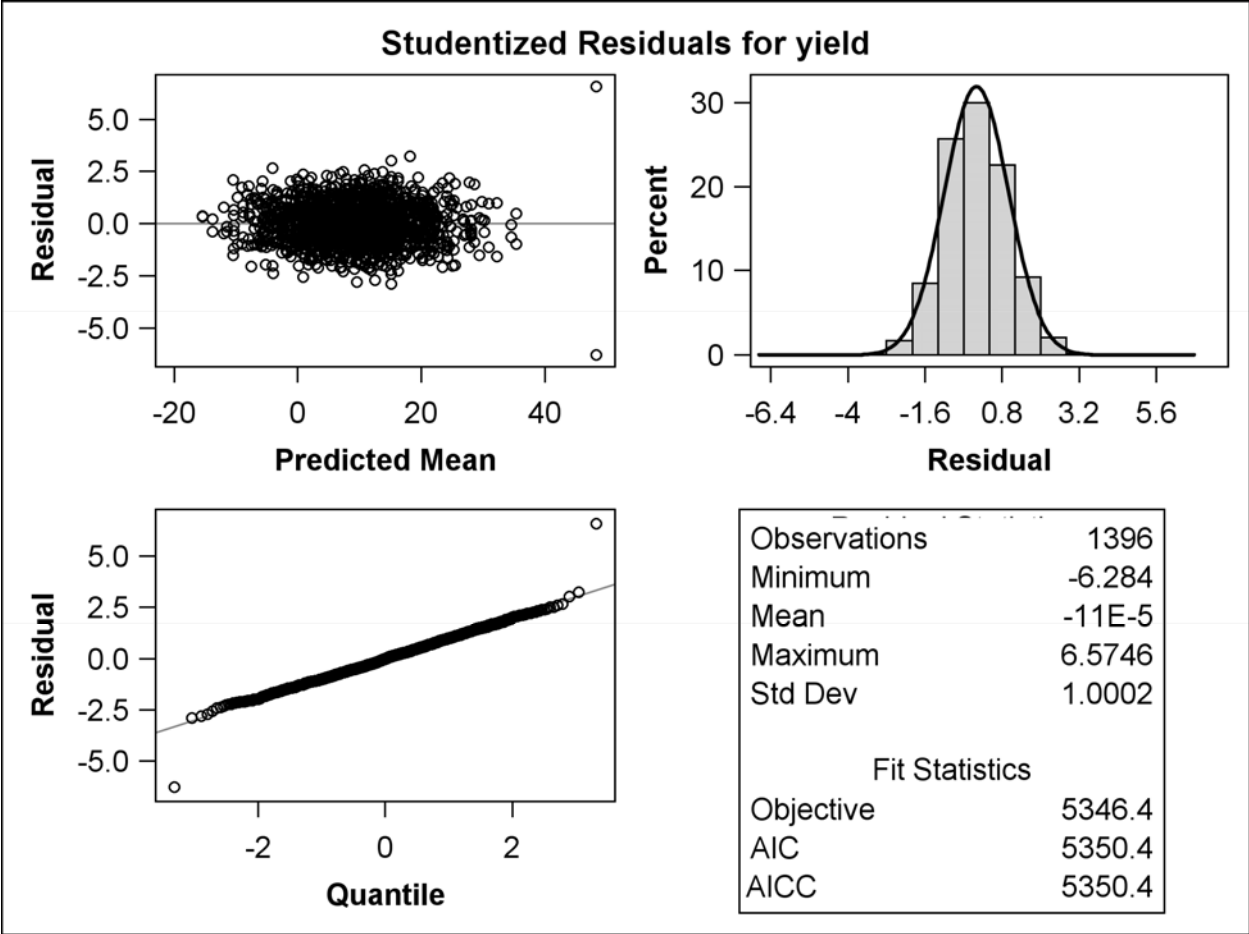 Studentized Residuals for yield
Residual
5.0
2.5
0.0
-2.5
-5.0
-20 0 20 40
Predicted Mean
Percent
30
20
10
0
-6.4 -4 -1.6 0.8 3.2 5.6
Residual
Residual
5.0
2.5
0.0
-2.5
-5.0
-2 0 2
Quantile
Observations 1396
Minimum -6.284
Mean -11E-5
Maximum 6.5746
Std Dev 1.0002
Fit Statistics
Objective 5346.4
AIC 5350.4
AICC 5350.4